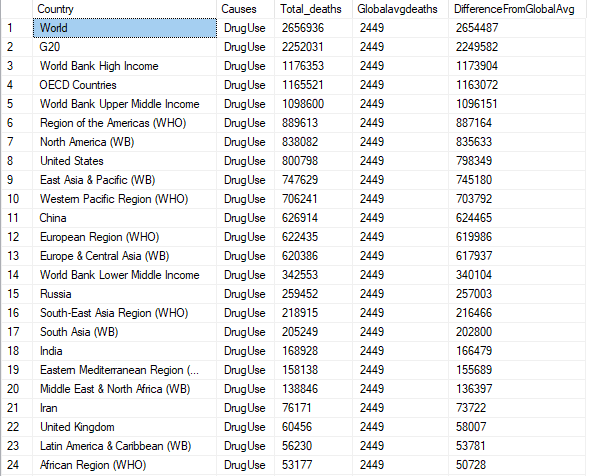 Country Causes Total_deaths Globalavgdeaths DifferenceFromGlobalAvg
1 World DrugUse 2656936 2449 2654487
2 G20 DrugUse 2252031 2449 2249582
3 World Bank High Income DrugUse 1176353 2449 1173904
4 OECD Countries DrugUse 1165521 2449 1163072
5 World Bank Upper Middle Income DrugUse 1098600 2449 1096151
6 Region of the Americas (WHO) DrugUse 889613 2449 887164
7 North America (WB) DrugUse 838082 2449 835633
8 United States DrugUse 800798 2449 798349
9 East Asia & Pacific (WB) DrugUse 747629 2449 745180
10 Western Pacific Region (WHO) DrugUse 706241 2449 703792
11 China DrugUse 626914 2449 624465
12 European Region (WHO) DrugUse 622435 2449 619986
13 Europe & Central Asia (WB) DrugUse 620386 2449 617937
14 World Bank Lower Middle Income DrugUse 342553 2449 340104
15 Russia DrugUse 259452 2449 257003
16 South-East Asia Region (WHO) DrugUse 218915 2449 216466
17 South Asia (WB) DrugUse 205249 2449 202800
18 India DrugUse 168928 2449 166479
19 Eastern Mediterranean Region (... DrugUse 158138 2449 155689
20 Middle East & North Africa (WB) DrugUse 138846 2449 136397
21 Iran DrugUse 76171 2449 73722
22 United Kingdom DrugUse 60456 2449 58007
23 Latin America & Caribbean (WB) DrugUse 56230 2449 53781
24 African Region (WHO) DrugUse 53177 2449 50728